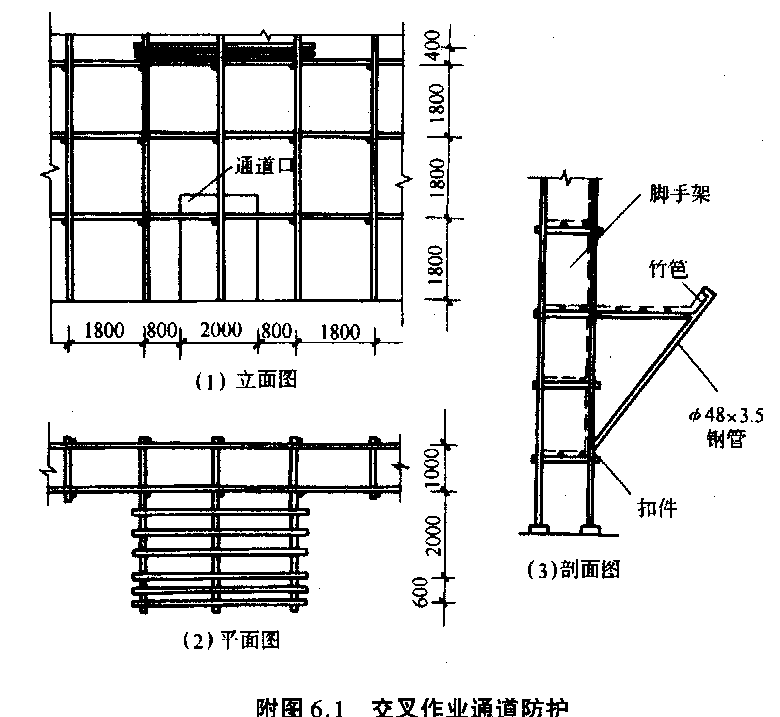 400
1800
1800
1800
通道口
1800 800 2000 800 1800
(1) 立面图
1000
2000
600
(2) 平面图
脚手架
竹笆
φ48×3.5
钢管
扣件
(3)剖面图
附图6.1 交叉作业通道防护